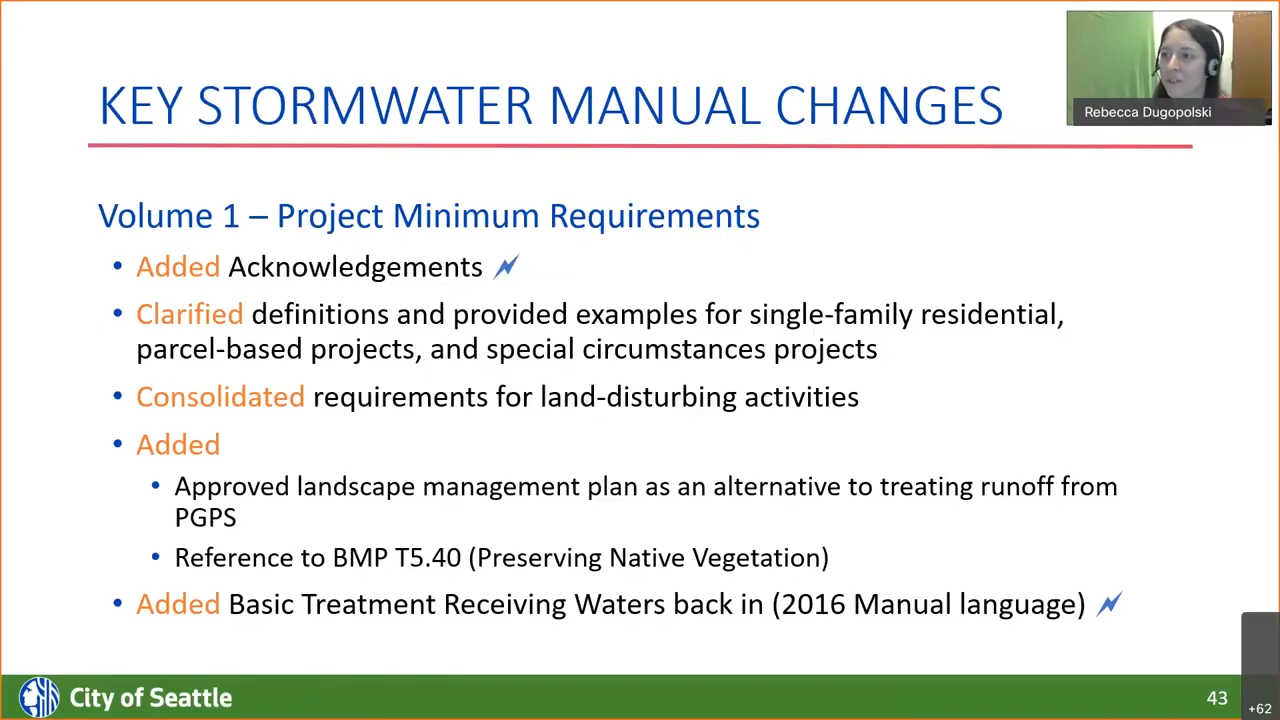 KEY STORMWATER MANUAL CHANGES
Rebecca Dugopolski
Volume 1 – Project Minimum Requirements
• Added Acknowledgements
• Clarified definitions and provided examples for single-family residential,
parcel-based projects, and special circumstances projects
• Consolidated requirements for land-disturbing activities
• Added
• Approved landscape management plan as an alternative to treating runoff from
PGPS
• Reference to BMP T5.40 (Preserving Native Vegetation)
• Added Basic Treatment Receiving Waters back in (2016 Manual language)
City of Seattle
43
+62